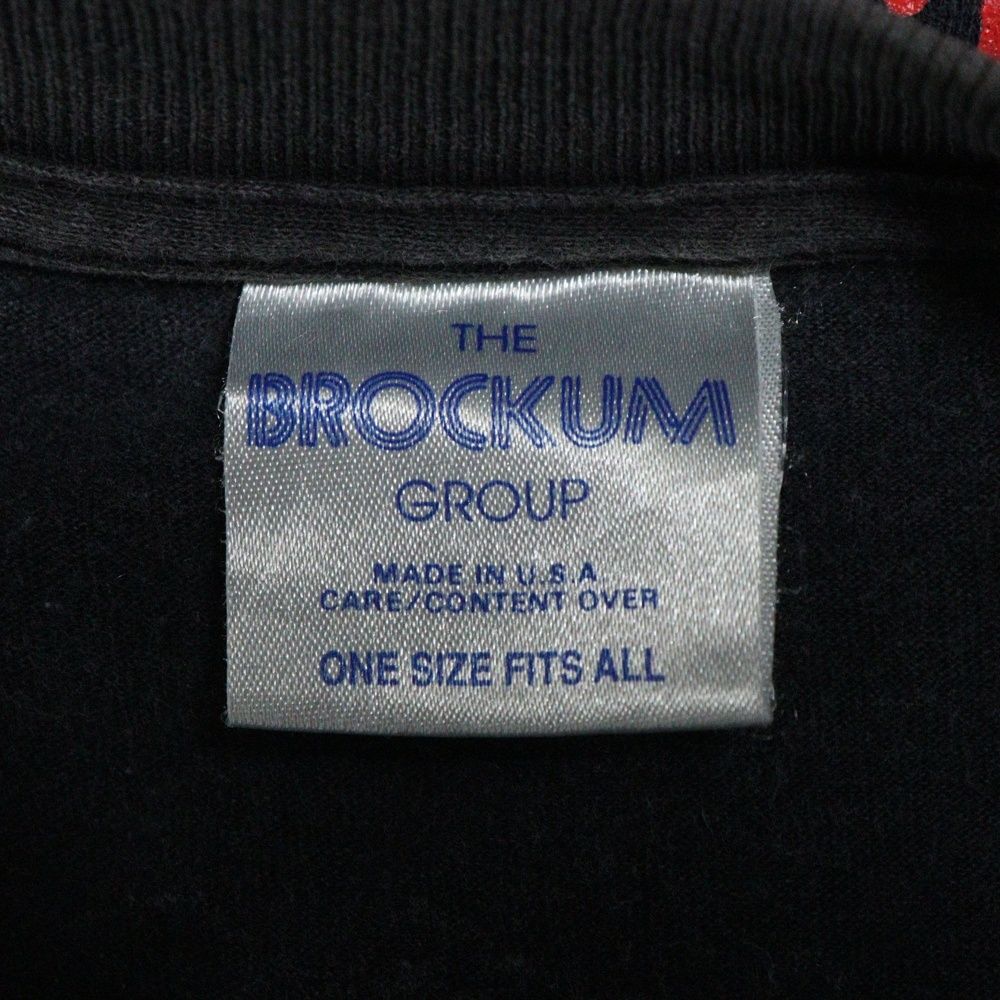 THE
BROCKUM
GROUP
MADE IN U.S.A.
CARE/CONTENT OVER
ONE SIZE FITS ALL